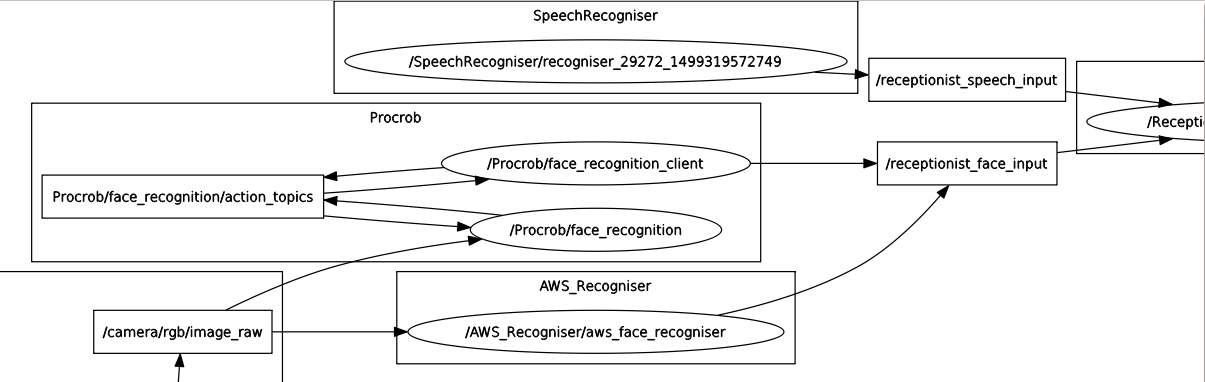 SpeechRecogniser
/SpeechRecogniser/recogniser_29272_1499319572749
/receptionist_speech_input
Procrob
/Recepti
/Procrob/face_recognition_client
/receptionist_face_input
Procrob/face_recognition/action_topics
/Procrob/face_recognition
AWS_Recogniser
/camera/rgb/image_raw
/AWS_Recogniser/aws_face_recogniser